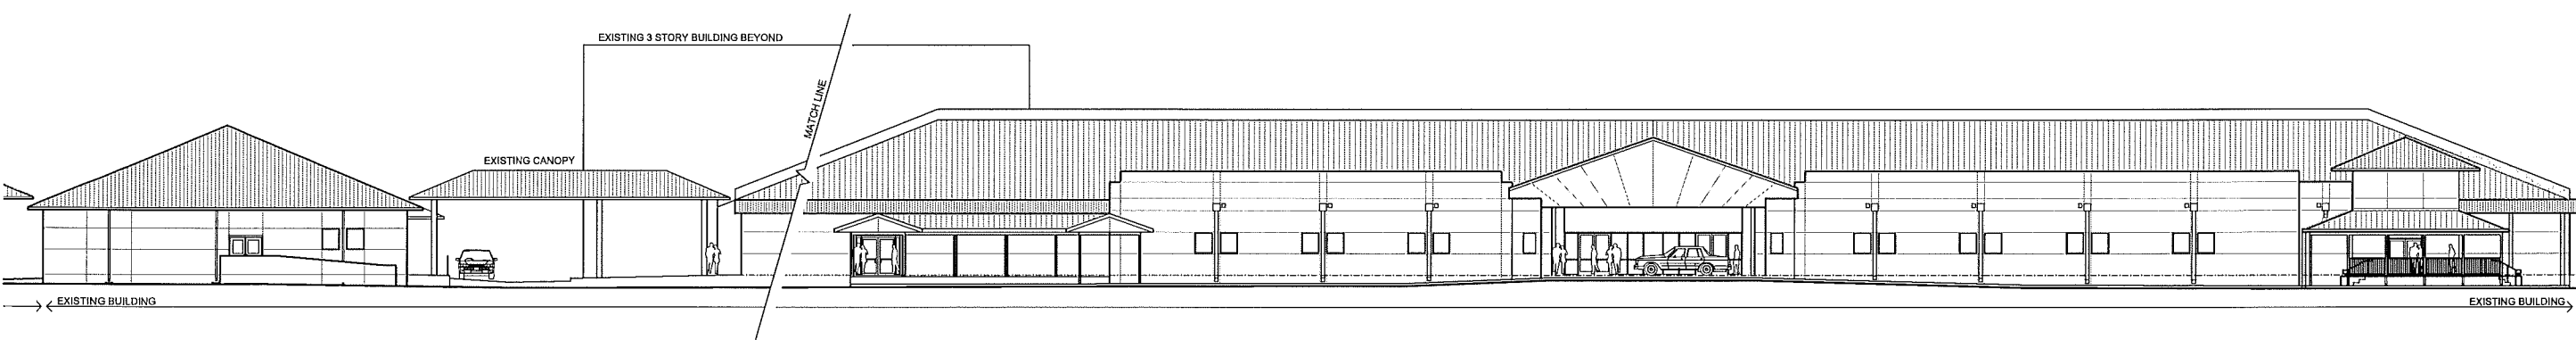 EXISTING 3 STORY BUILDING BEYOND
MATCH LINE
EXISTING CANOPY
EXISTING BUILDING
EXISTING BUILDING